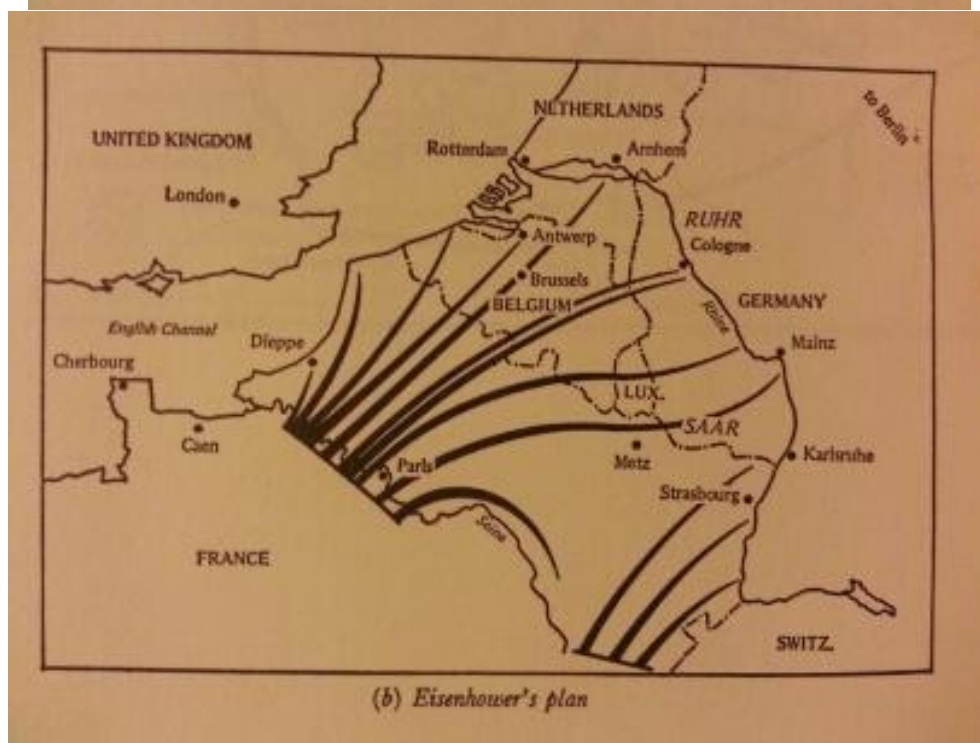 NETHERLANDS
to Berlin
UNITED KINGDOM
Rotterdam
Arnhem
London
RUHR
Antwerp
Cologne
Brussels
BELGIUM
GERMANY
Rhine
English Channel
Dieppe
Mainz
Cherbourg
LUX.
SAAR
Caen
Metz
Karlsruhe
Paris
Strasbourg
Seine
FRANCE
SWITZ.
(b) Eisenhower's plan